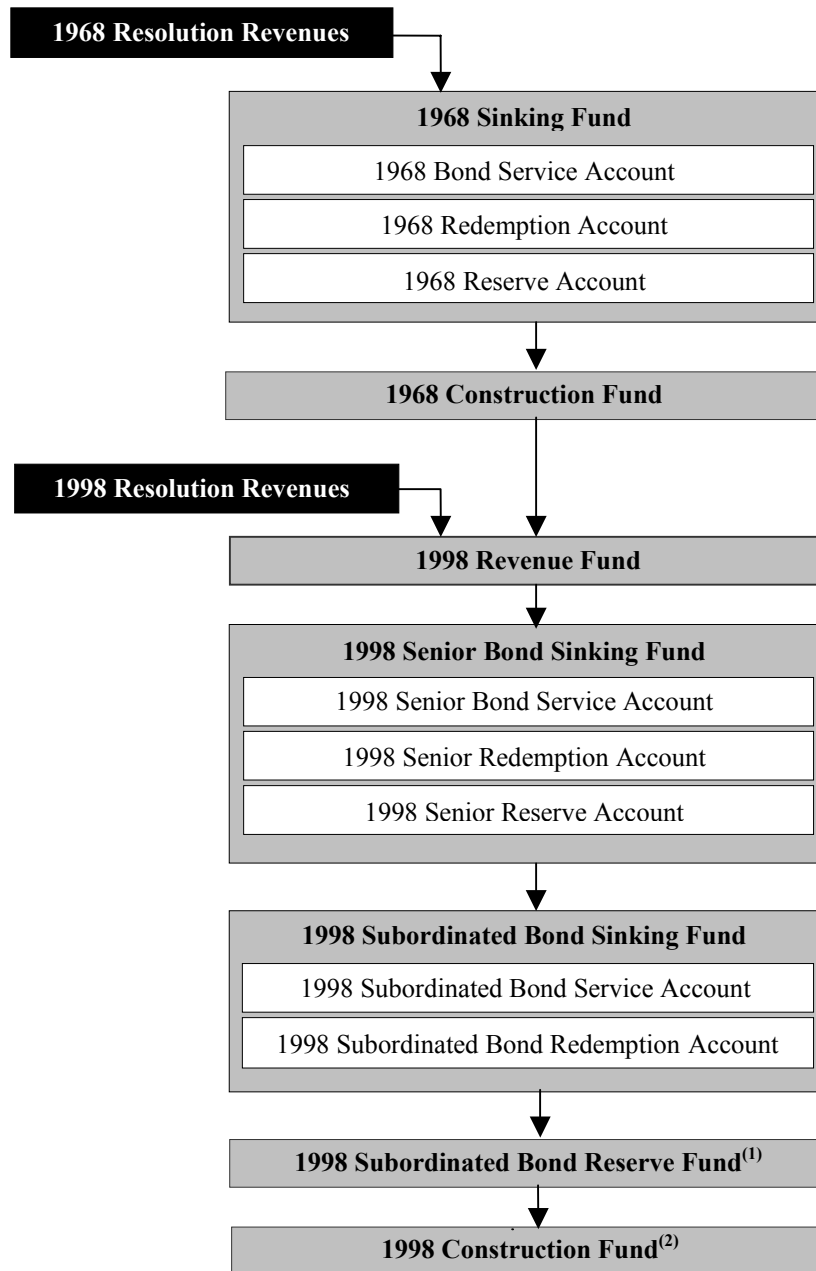 1968 Resolution Revenues
1968 Sinking Fund
1968 Bond Service Account
1968 Redemption Account
1968 Reserve Account
1968 Construction Fund
1998 Resolution Revenues
1998 Revenue Fund
1998 Senior Bond Sinking Fund
1998 Senior Bond Service Account
1998 Senior Redemption Account
1998 Senior Reserve Account
1998 Subordinated Bond Sinking Fund
1998 Subordinated Bond Service Account
1998 Subordinated Bond Redemption Account
1998 Subordinated Bond Reserve Fund(1)
1998 Construction Fund(2)